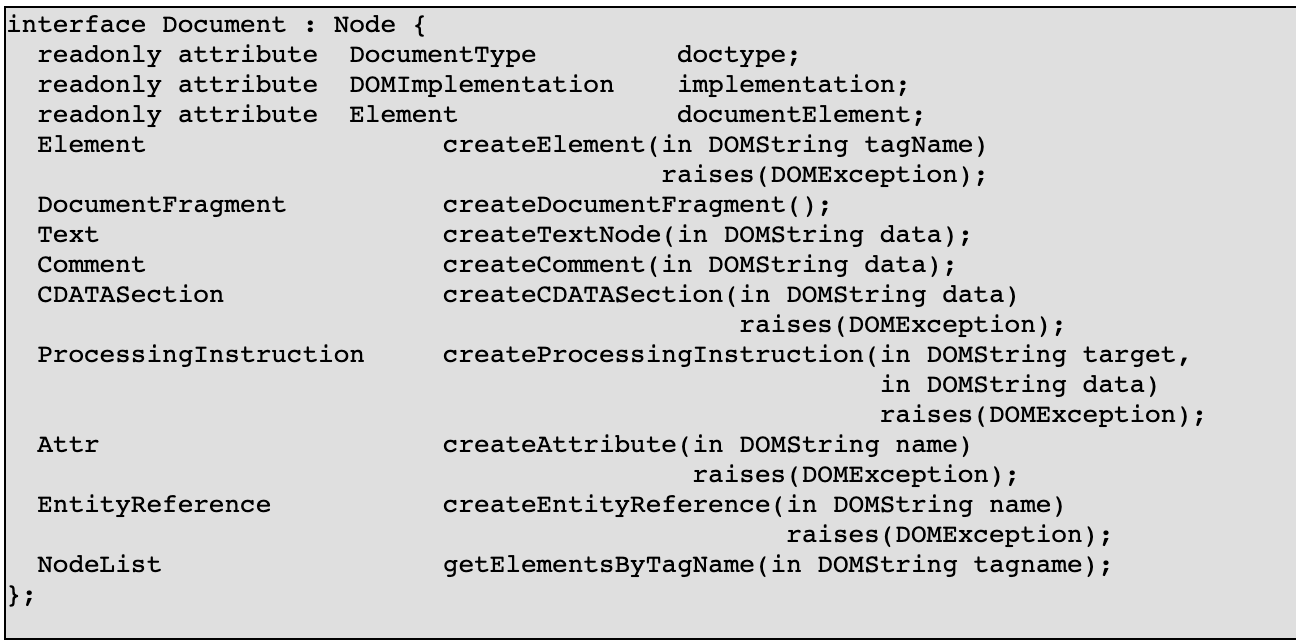 interface Document : Node {
  readonly attribute  DocumentType         doctype;
  readonly attribute  DOMImplementation    implementation;
  readonly attribute  Element              documentElement;
  Element                   createElement(in DOMString tagName)
                                          raises(DOMException);
  DocumentFragment          createDocumentFragment();
  Text                      createTextNode(in DOMString data);
  Comment                   createComment(in DOMString data);
  CDATASection              createCDATASection(in DOMString data)
                                               raises(DOMException);
  ProcessingInstruction     createProcessingInstruction(in DOMString target,
                                                        in DOMString data)
                                                        raises(DOMException);
  Attr                      createAttribute(in DOMString name)
                                            raises(DOMException);
  EntityReference           createEntityReference(in DOMString name)
                                                  raises(DOMException);
  NodeList                  getElementsByTagName(in DOMString tagname);
};